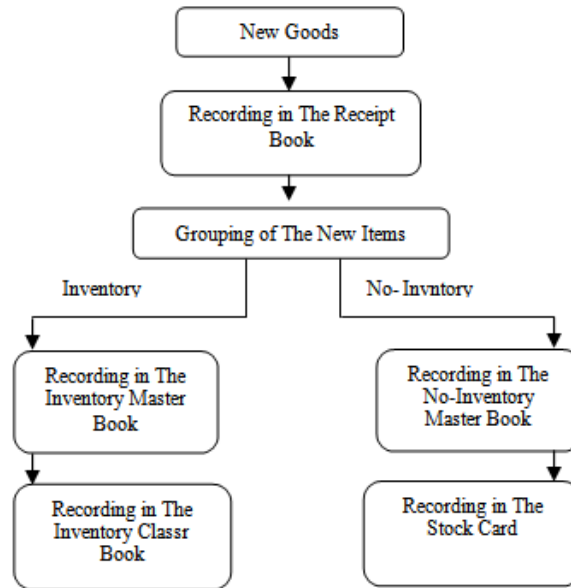 New Goods
Recording in The Receipt
Book
Grouping of The New Items
Inventory
No- Invntory
Recording in The
Inventory Master
Book
Recording in The
No-Inventory
Master Book
Recording in The
Inventory Classr
Book
Recording in The
Stock Card